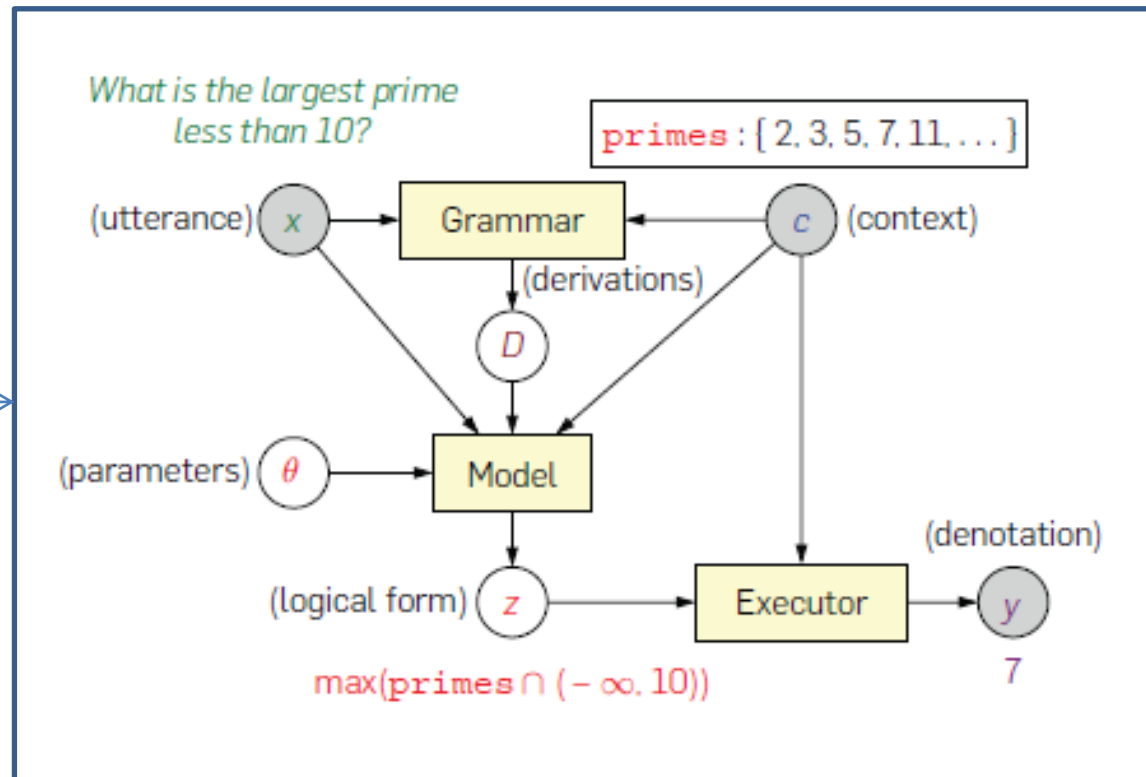 What is the largest prime
less than 10?
primes : { 2, 3, 5, 7, 11, . . . }
(utterance) x Grammar c (context)
(derivations)
D
(parameters) θ Model
(denotation)
(logical form) z Executor y
max(primes ∩ ( – ∞, 10)) 7